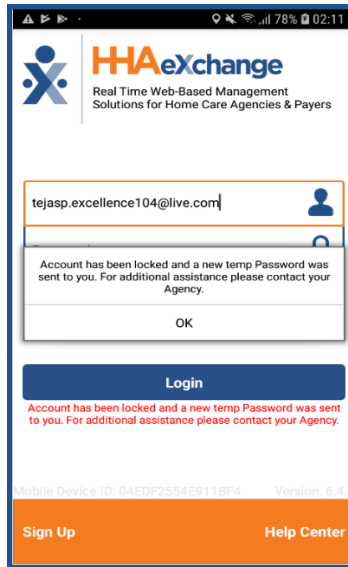 78% 02:11
HHAeXchange
Real Time Web-Based Management
Solutions for Home Care Agencies & Payers
tejasp.excellence104@live.com
Account has been locked and a new temp Password was
sent to you. For additional assistance please contact your
Agency.
OK
Login
Account has been locked and a new temp Password was sent
to you. For additional assistance please contact your Agency.
Mobile Device ID: 04EDF2554E911BF4 Version: 6.4.
Sign Up Help Center